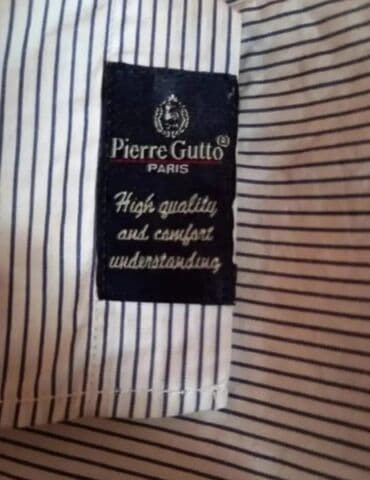 Pierre Gutto®
PARIS
High quality
and comfort
understanding